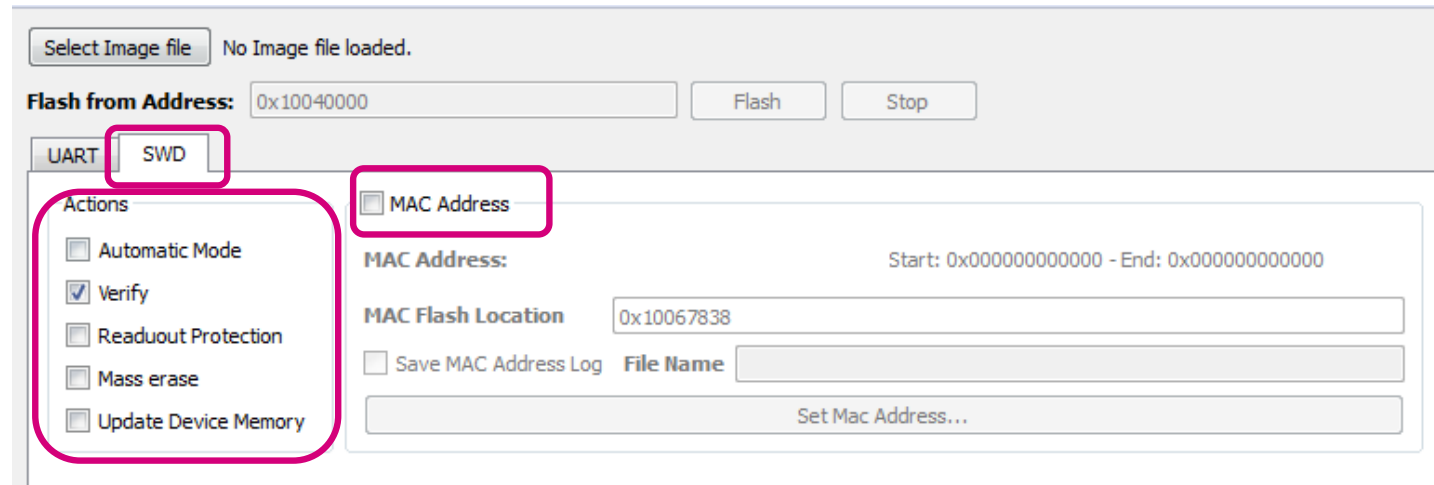 Select Image file No Image file loaded.
Flash from Address: 0x10040000 Flash Stop
UART SWD
Actions
Automatic Mode
Verify
Readuout Protection
Mass erase
Update Device Memory
MAC Address
MAC Address: Start: 0x000000000000 - End: 0x000000000000
MAC Flash Location 0x10067838
Save MAC Address Log File Name
Set Mac Address...